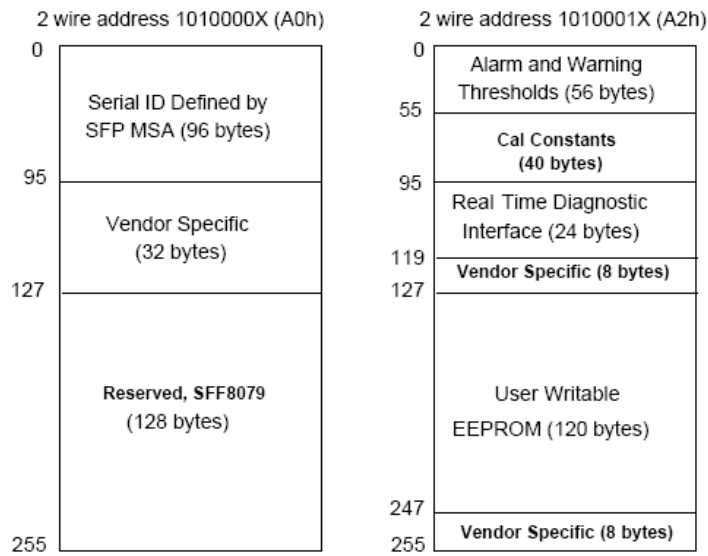 2 wire address 1010000X (A0h)
0
Serial ID Defined by
SFP MSA (96 bytes)
95
Vendor Specific
(32 bytes)
127
Reserved, SFF8079
(128 bytes)
255
2 wire address 1010001X (A2h)
0
Alarm and Warning
Thresholds (56 bytes)
55
Cal Constants
(40 bytes)
95
Real Time Diagnostic
Interface (24 bytes)
119
Vendor Specific (8 bytes)
127
User Writable
EEPROM (120 bytes)
247
Vendor Specific (8 bytes)
255